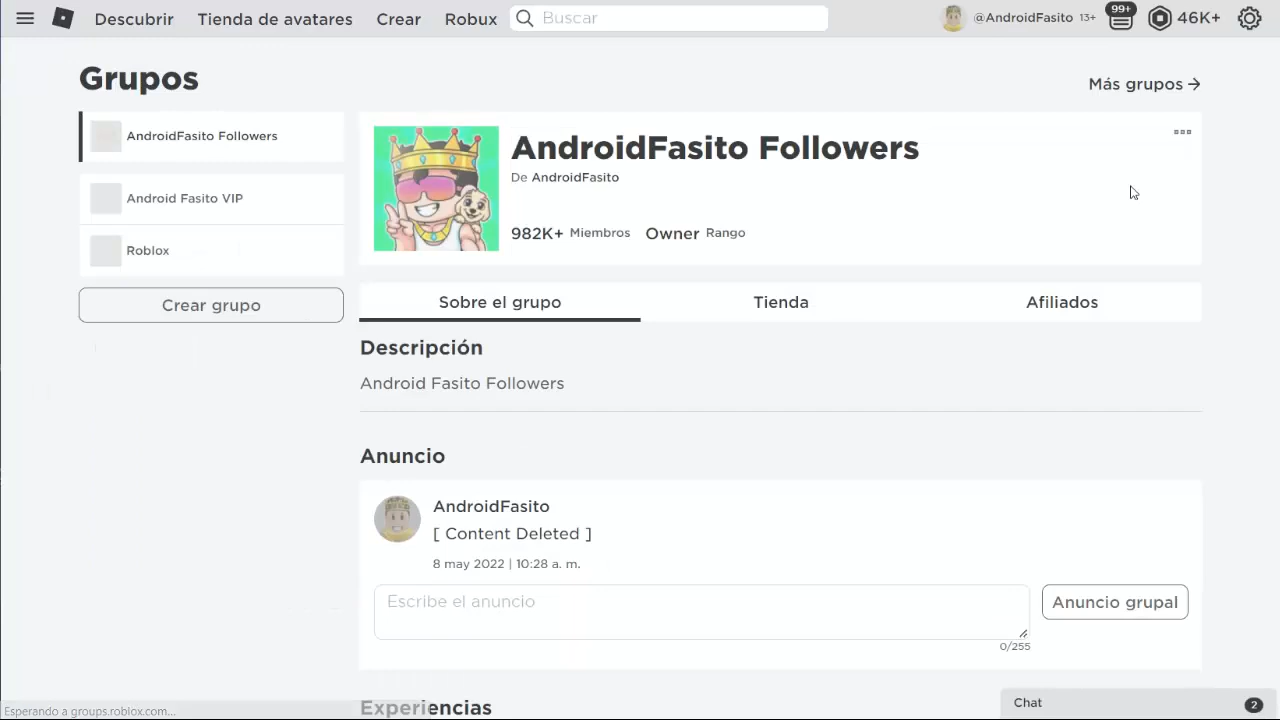 Descubrir Tienda de avatares Crear Robux Buscar @AndroidFasito 13+ 99+ 46K+
Grupos
Más grupos →
AndroidFasito Followers
Android Fasito VIP
Roblox
Crear grupo
AndroidFasito Followers
De AndroidFasito
982K+ Miembros Owner Rango
Sobre el grupo Tienda Afiliados
Descripción
Android Fasito Followers
Anuncio
AndroidFasito
[ Content Deleted ]
8 may 2022 | 10:28 a. m.
Escribe el anuncio
Anuncio grupal
0/255
Experiencias
Chat 2
Esperando a groups.roblox.com...